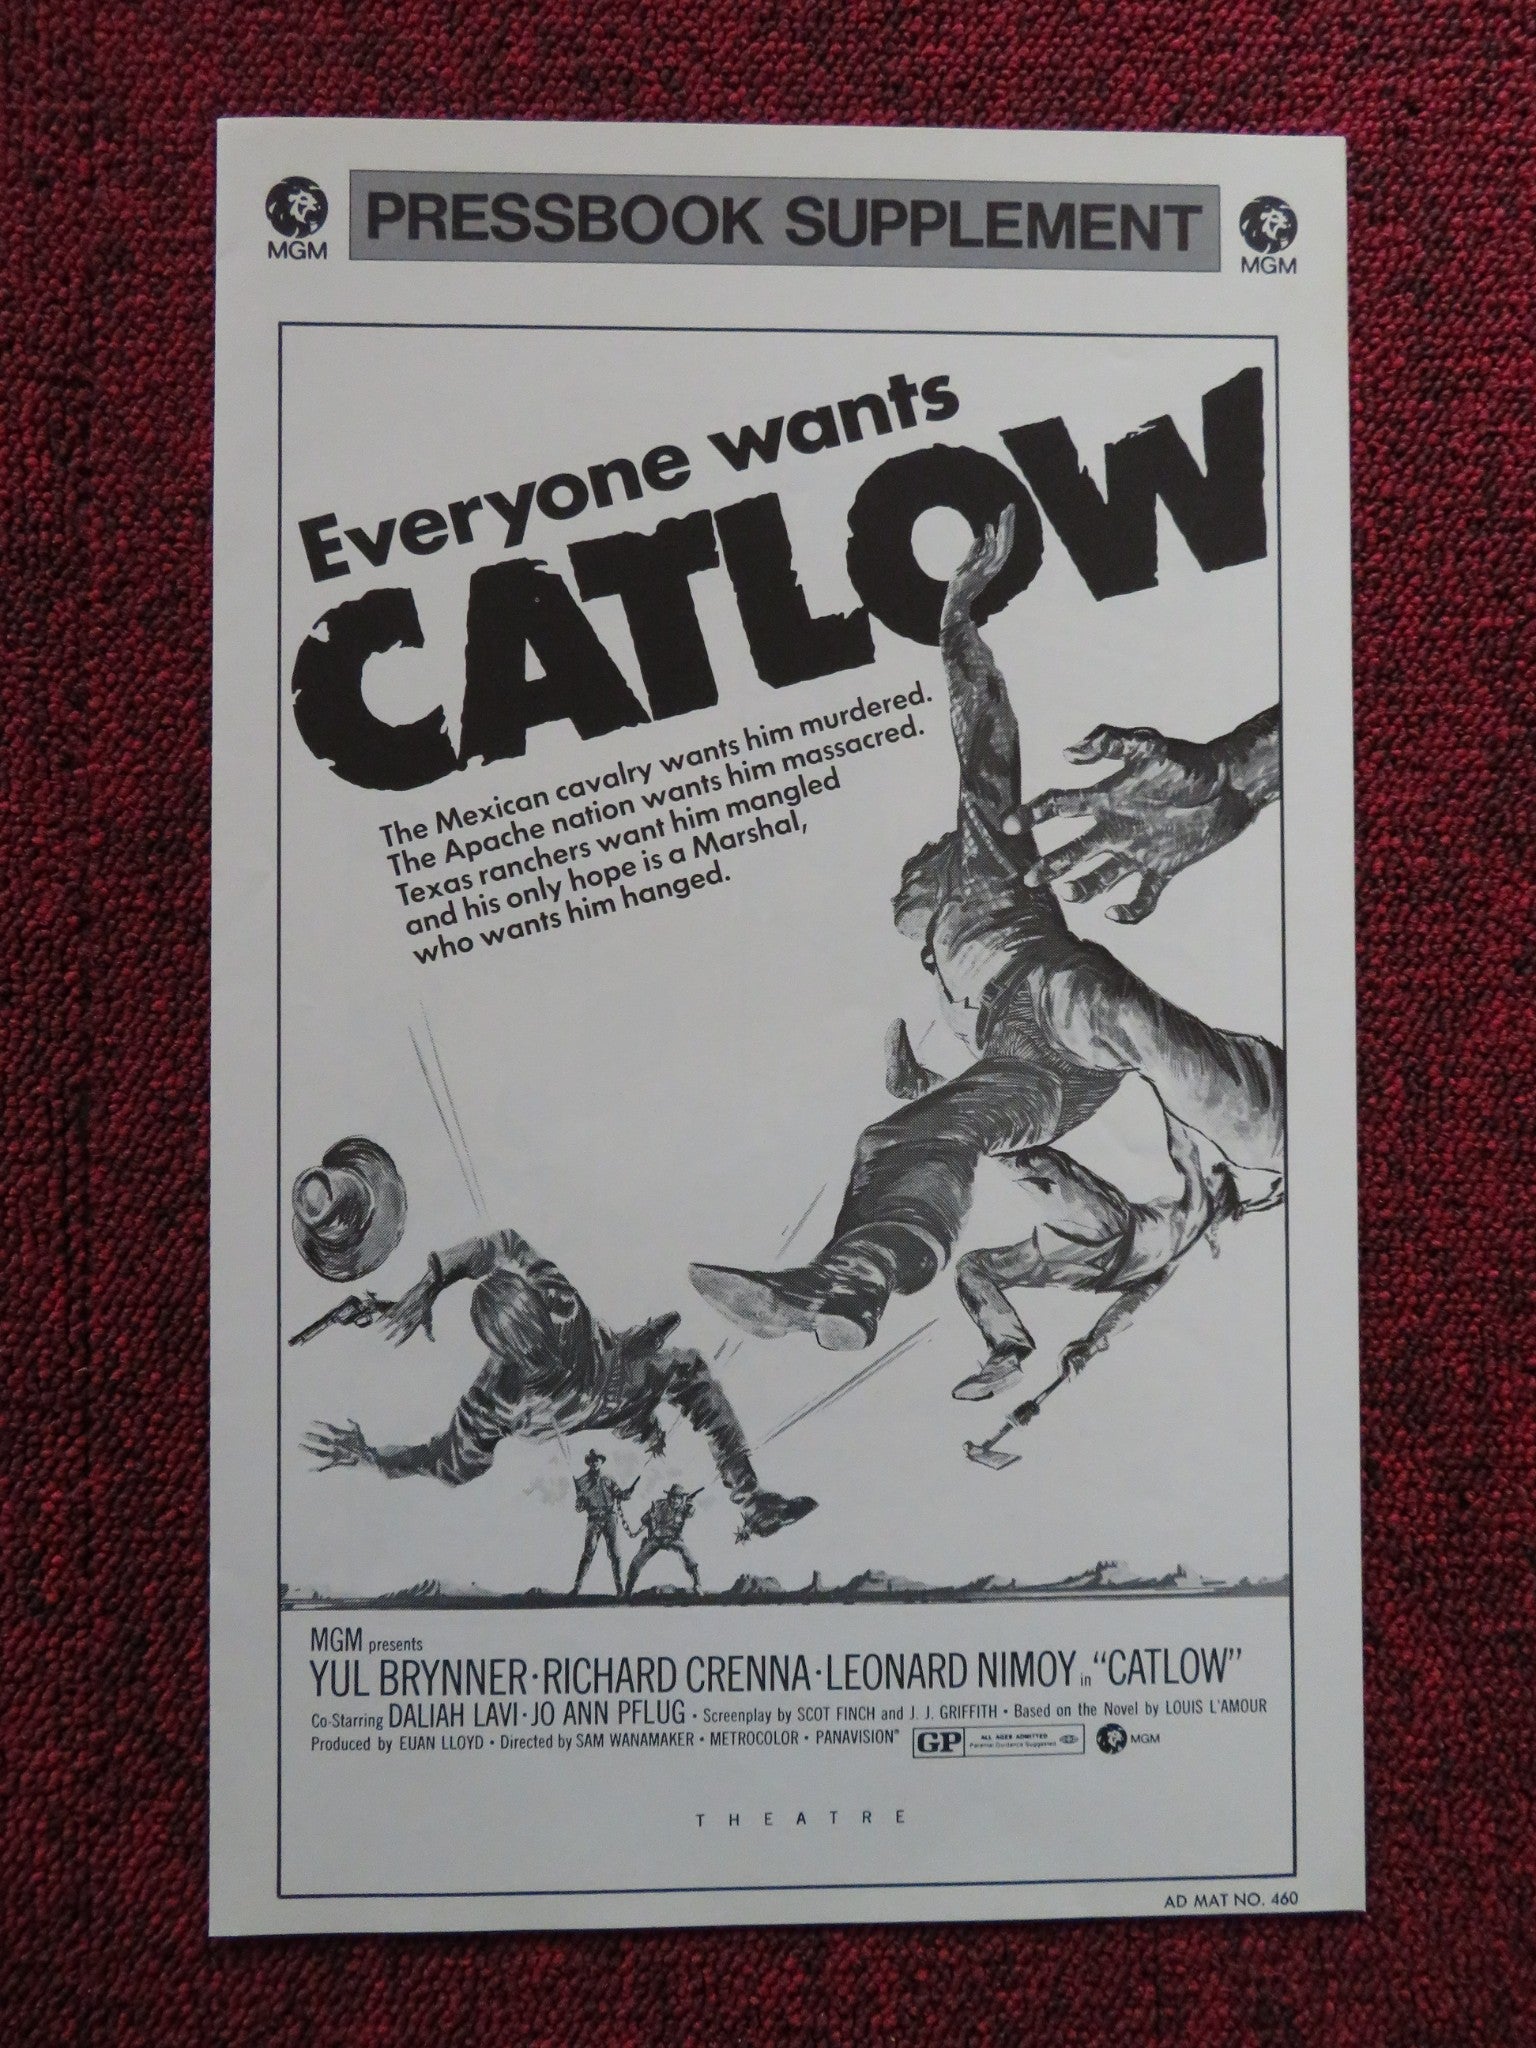 PRESSBOOK SUPPLEMENT
MGM
MGM
Everyone wants
CATLOW
The Mexican cavalry wants him murdered.
The Apache nation wants him massacred.
Texas ranchers want him mangled
and his only hope is a Marshal,
who wants him hanged.
MGM presents
YUL BRYNNER · RICHARD CRENNA · LEONARD NIMOY in “CATLOW”
Co-Starring DALIAH LAVI · JO ANN PFLUG · Screenplay by SCOT FINCH and J. J. GRIFFITH · Based on the Novel by LOUIS L'AMOUR
Produced by EUAN LLOYD · Directed by SAM WANAMAKER · METROCOLOR · PANAVISION®
GP ALL AGES ADMITTED
Parental Guidance Suggested
MGM
THEATRE
AD MAT NO. 460